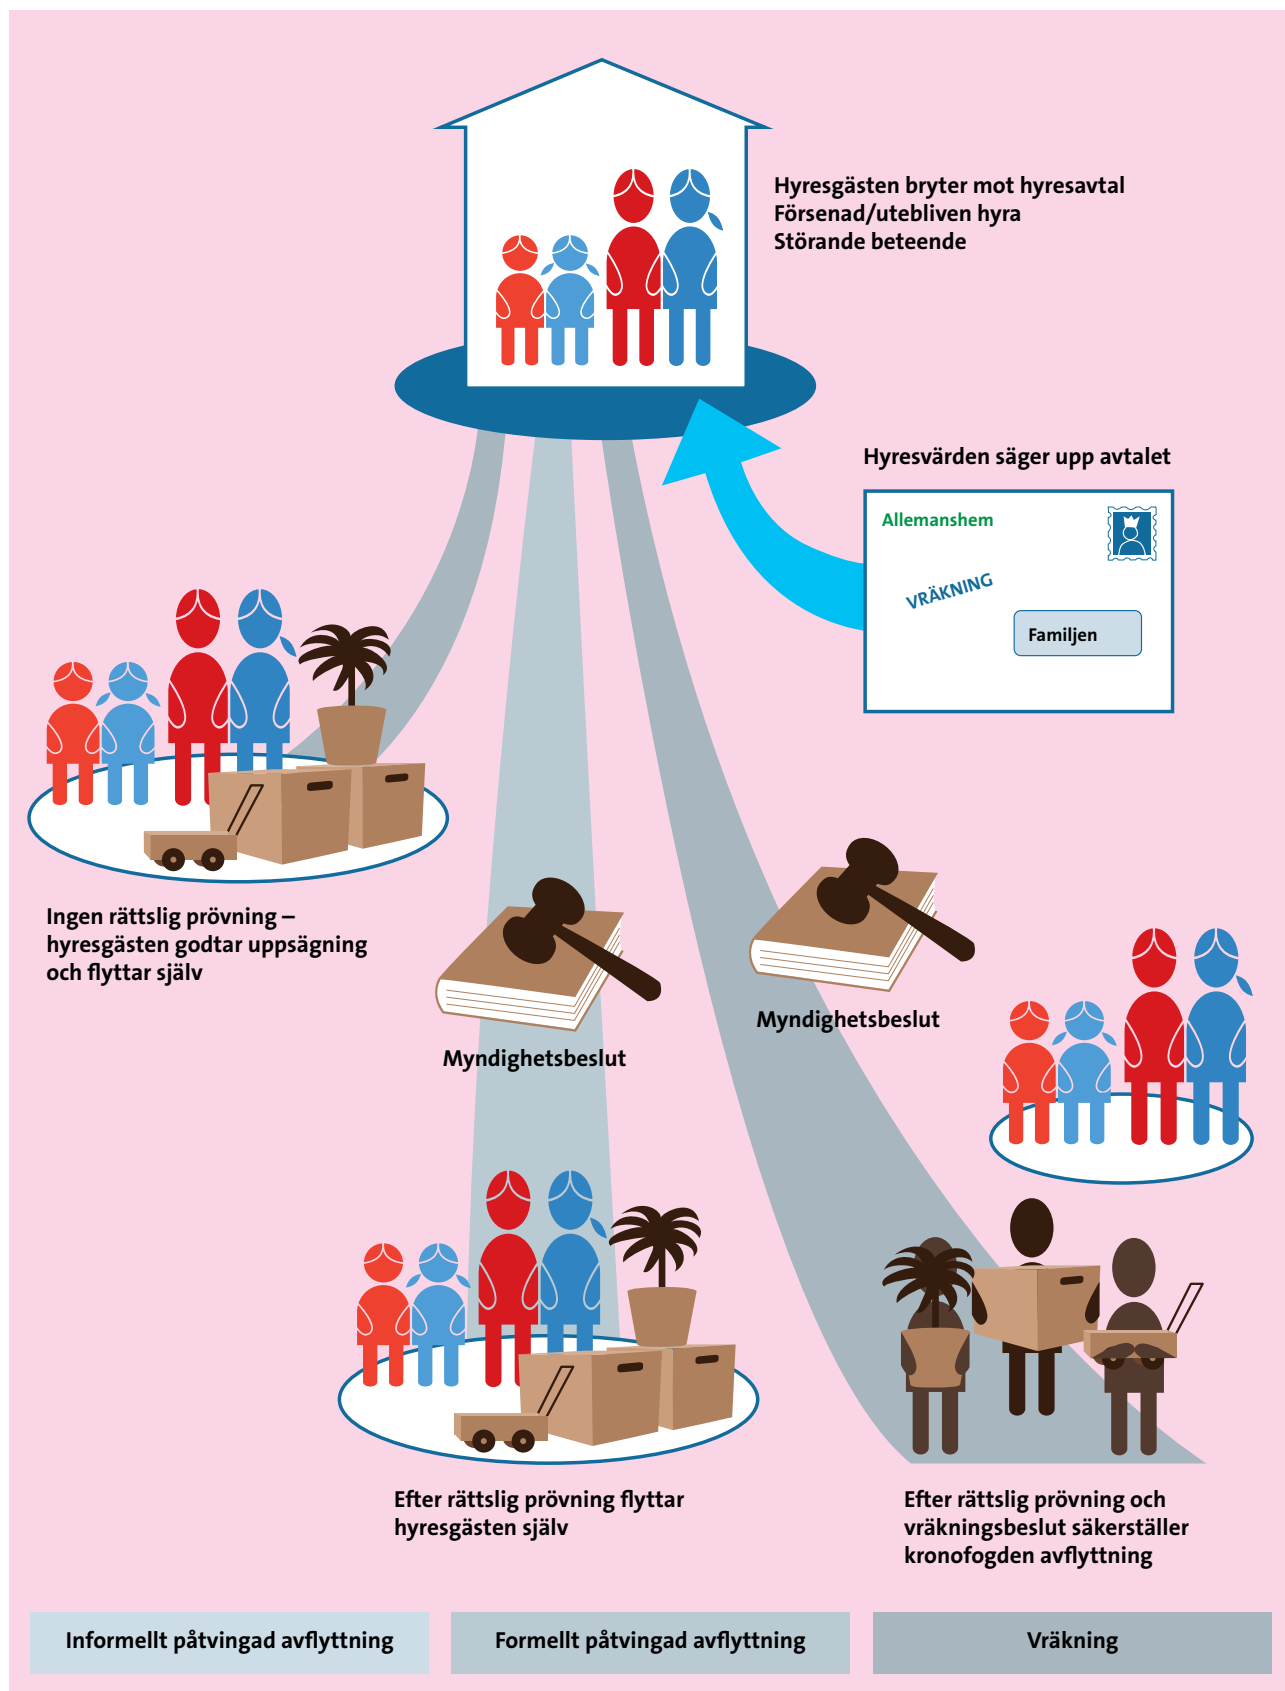 Hyresgästen bryter mot hyresavtal
Försenad/utebliven hyra
Störande beteende
Hyresvärden säger upp avtalet
Allemanshem
VRÄKNING
Familjen
Ingen rättslig prövning –
hyresgästen godtar uppsägning
och flyttar själv
Myndighetsbeslut
Myndighetsbeslut
Efter rättslig prövning flyttar
hyresgästen själv
Efter rättslig prövning och
vräkningsbeslut säkerställer
kronofogden avflyttning
Informellt påtvingad avflyttning
Formellt påtvingad avflyttning
Vräkning